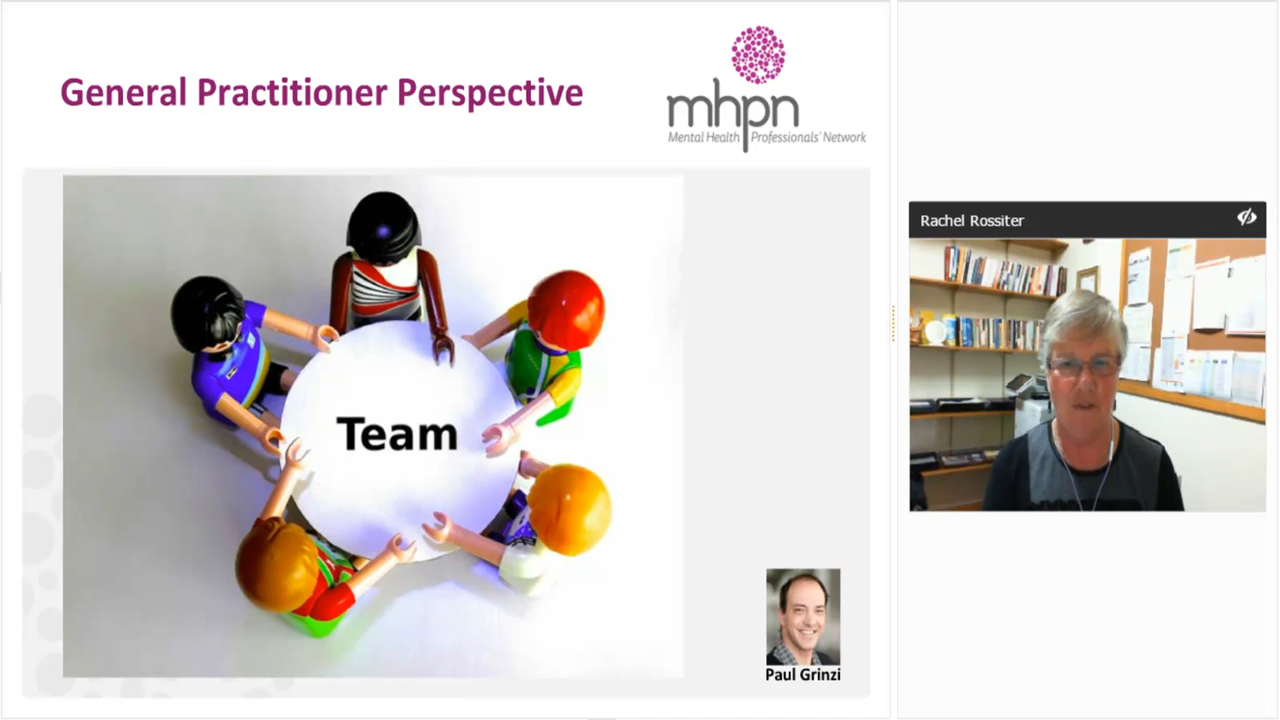 General Practitioner Perspective
mhpn
Mental Health Professionals' Network
Team
Paul Grinzi
Rachel Rossiter